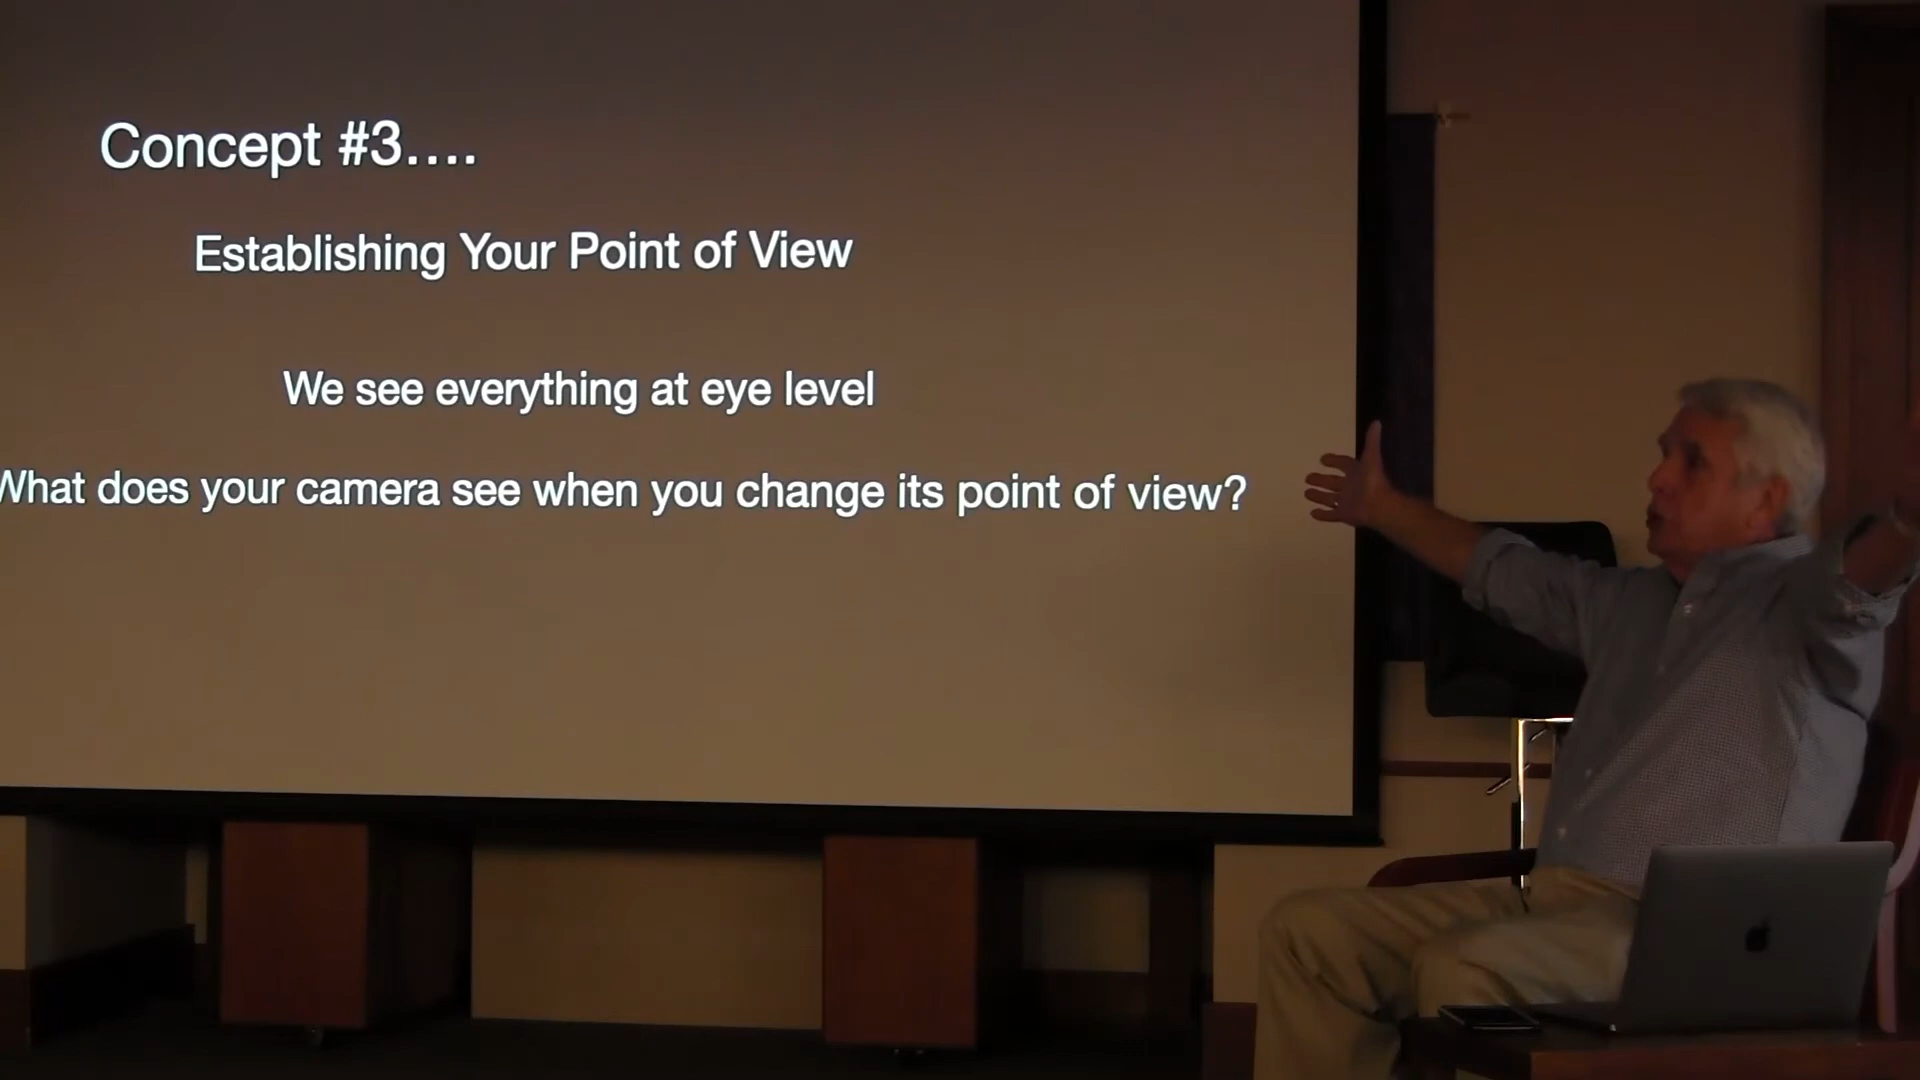 Concept #3....
Establishing Your Point of View
We see everything at eye level
What does your camera see when you change its point of view?